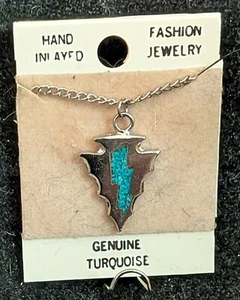 HAND
INLAYED
FASHION
JEWELRY
GENUINE
TURQUOISE